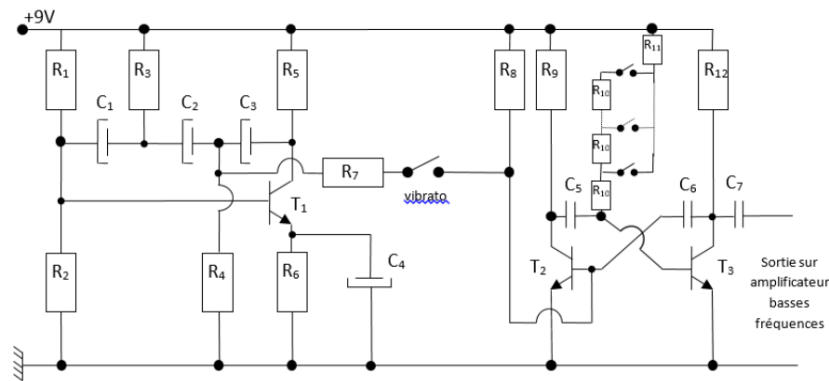 +9V
R1
R3
R5
R8
R9
R11
R12
R10
R10
R10
C1
C2
C3
R7
vibrato
C5
C6
C7
T1
T2
T3
R2
R4
R6
C4
Sortie sur
amplificateur
basses
fréquences